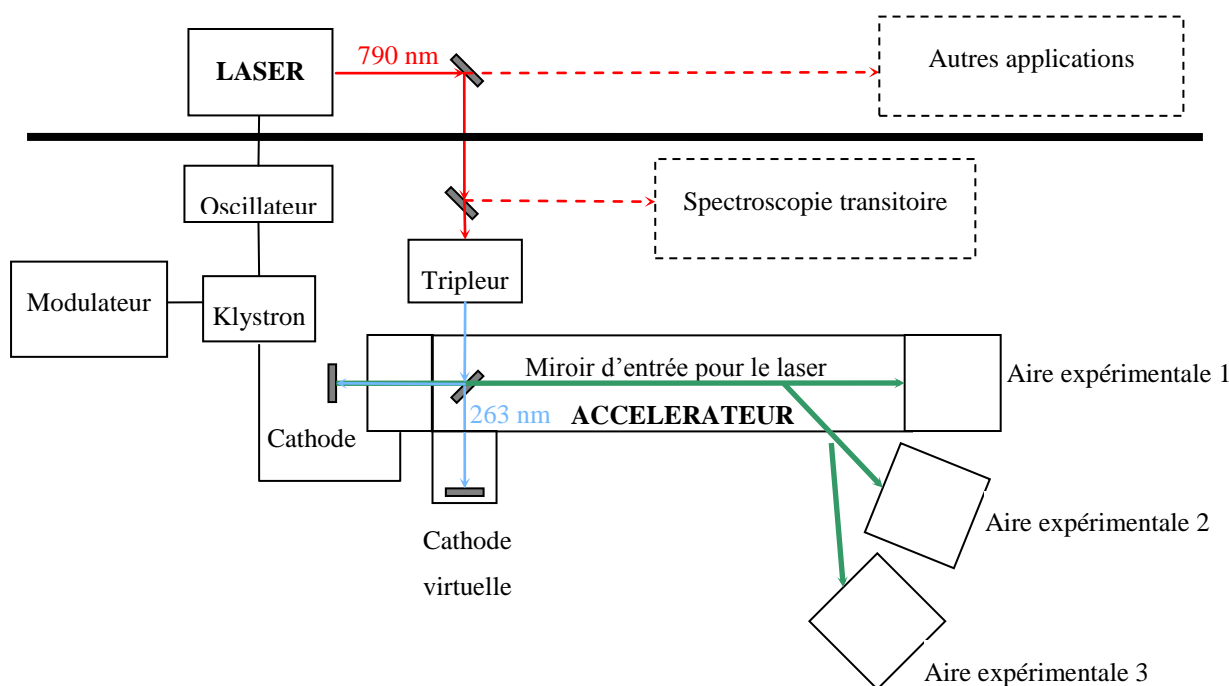 790 nm
LASER
Autres applications
Oscillateur
Spectroscopie transitoire
Modulateur
Klystron
Tripleur
Miroir d’entrée pour le laser
Aire expérimentale 1
263 nm
ACCELERATEUR
Cathode
Aire expérimentale 2
Cathode
virtuelle
Aire expérimentale 3